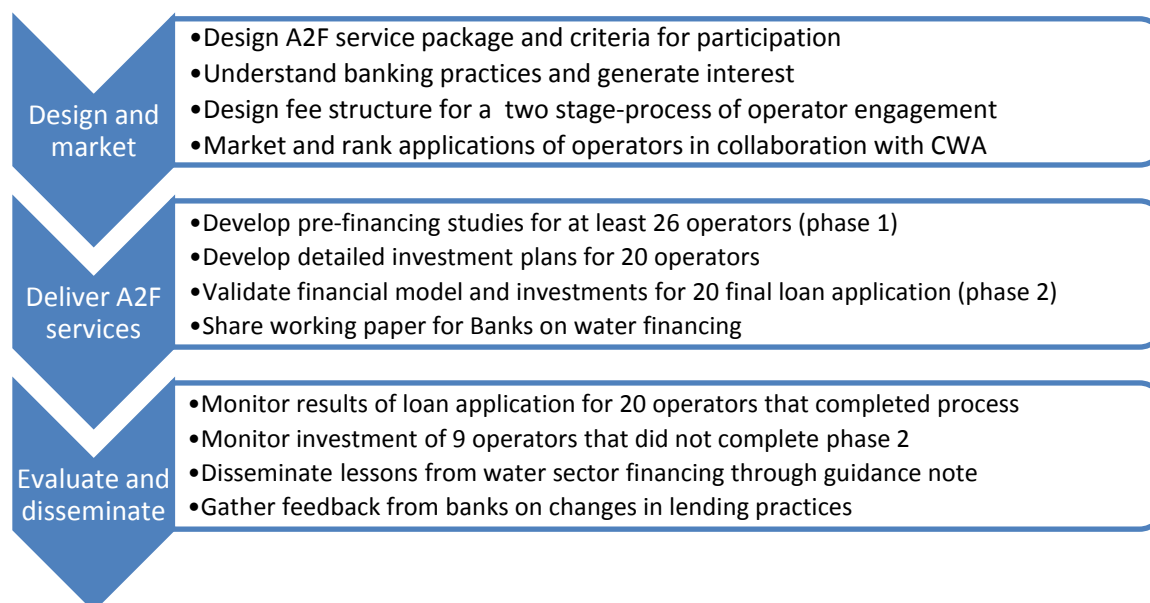 Design and
market
•Design A2F service package and criteria for participation
•Understand banking practices and generate interest
•Design fee structure for a  two stage-process of operator engagement
•Market and rank applications of operators in collaboration with CWA
Deliver A2F
services
•Develop pre-financing studies for at least 26 operators (phase 1)
•Develop detailed investment plans for 20 operators
•Validate financial model and investments for 20 final loan application (phase 2)
•Share working paper for Banks on water financing
Evaluate and
disseminate
•Monitor results of loan application for 20 operators that completed process
•Monitor investment of 9 operators that did not complete phase 2
•Disseminate lessons from water sector financing through guidance note
•Gather feedback from banks on changes in lending practices